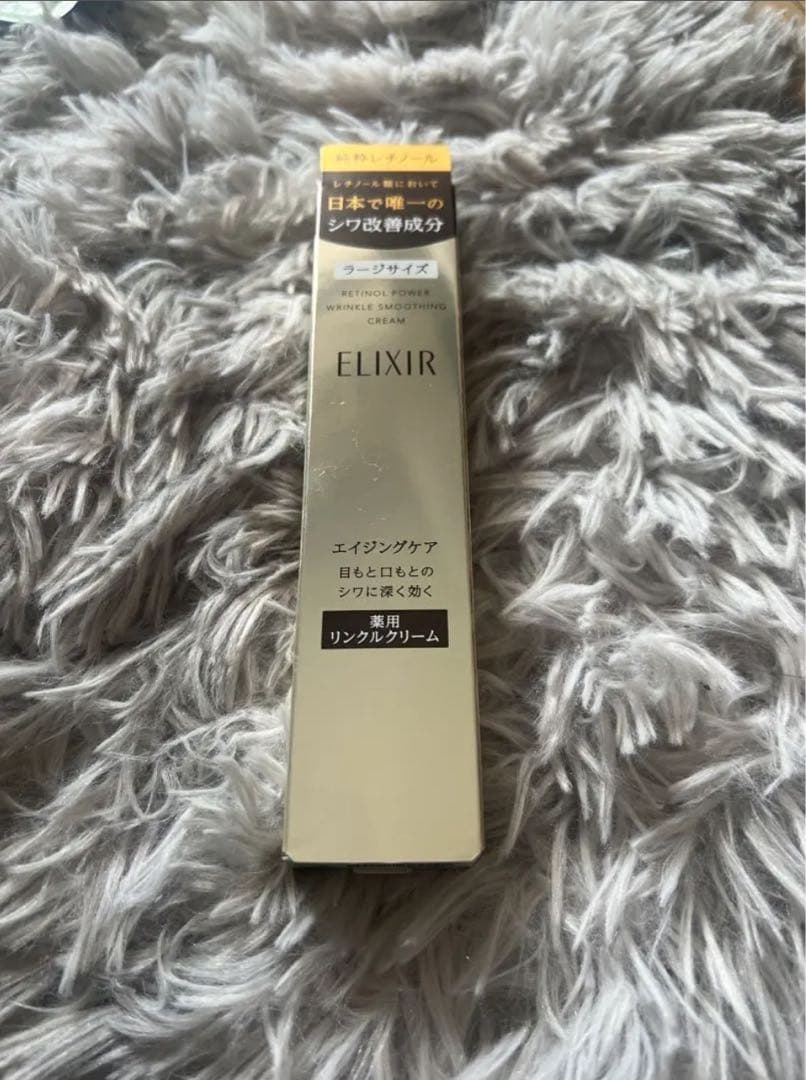 純粋レチノール
レチノール類において
日本で唯一の
シワ改善成分
ラージサイズ
RETINOL POWER
WRINKLE SMOOTHING
CREAM
ELIXIR
エイジングケア
目もと口もとの
シワに深く効く
薬用
リンクルクリーム